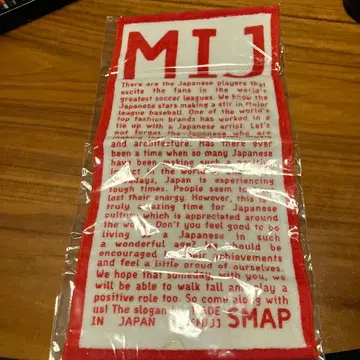 MIJ
There are the Japanese players that
excite the fans in the world's
greatest soccer leagues. We know the
Japanese stars making a stir in Major
league baseball. One of the world's
top fashion brands has worked in a
tie up with a Japanese artist. Let's
not forget the Japanese who are
and architecture. Has there ever
been a time when so many Japanese
have been making such a
the world
Japan is experiencing
tough times. People seem to
lost their energy. However, this is
truly amazing time for Japanese
culture which is appreciated around
the world. Don't you feel good to be
living as a Japanese in such
a wonderful age? should be
encouraged by their achievements
and feel a little proud of ourselves.
We hope that someday with you, we
will be able to walk tall and play a
positive role too. So come along with
us! The slogan MADE
IN JAPAN [MIJ] SMAP